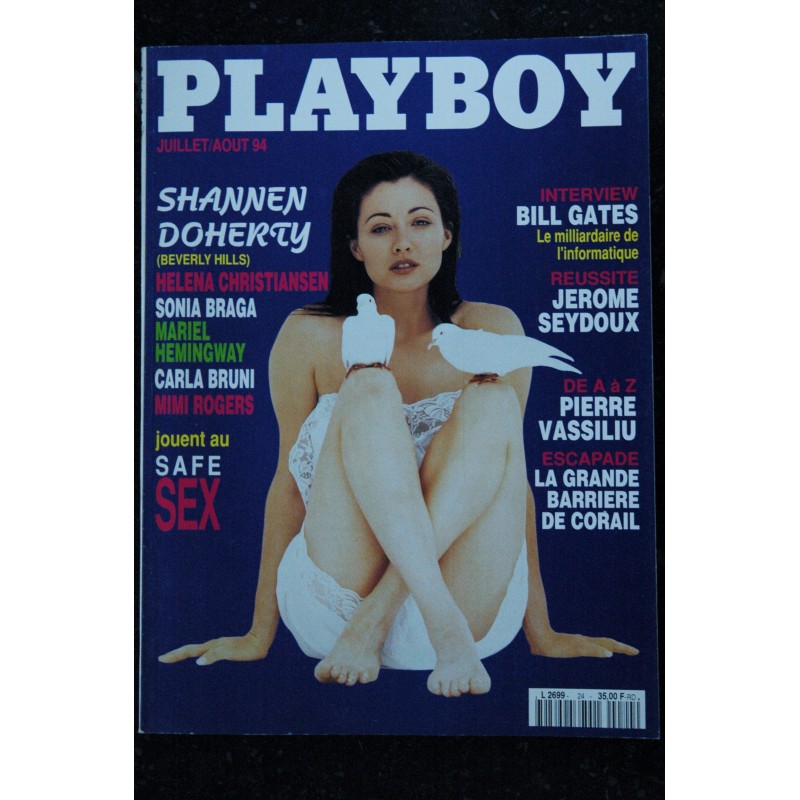 PLAYBOY
JUILLET/AOUT 94
SHANNEN
DOHERTY
(BEVERLY HILLS)
HELENA CHRISTIANSEN
SONIA BRAGA
MARIEL
HEMINGWAY
CARLA BRUNI
MIMI ROGERS
jouent au
SAFE
SEX
INTERVIEW
BILL GATES
Le milliardaire de
l'informatique
REUSSITE
JEROME
SEYDOUX
DE A à Z
PIERRE
VASSILIU
ESCAPADE
LA GRANDE
BARRIERE
DE CORAIL
L 2699 - 24 - 35,00 F-RD